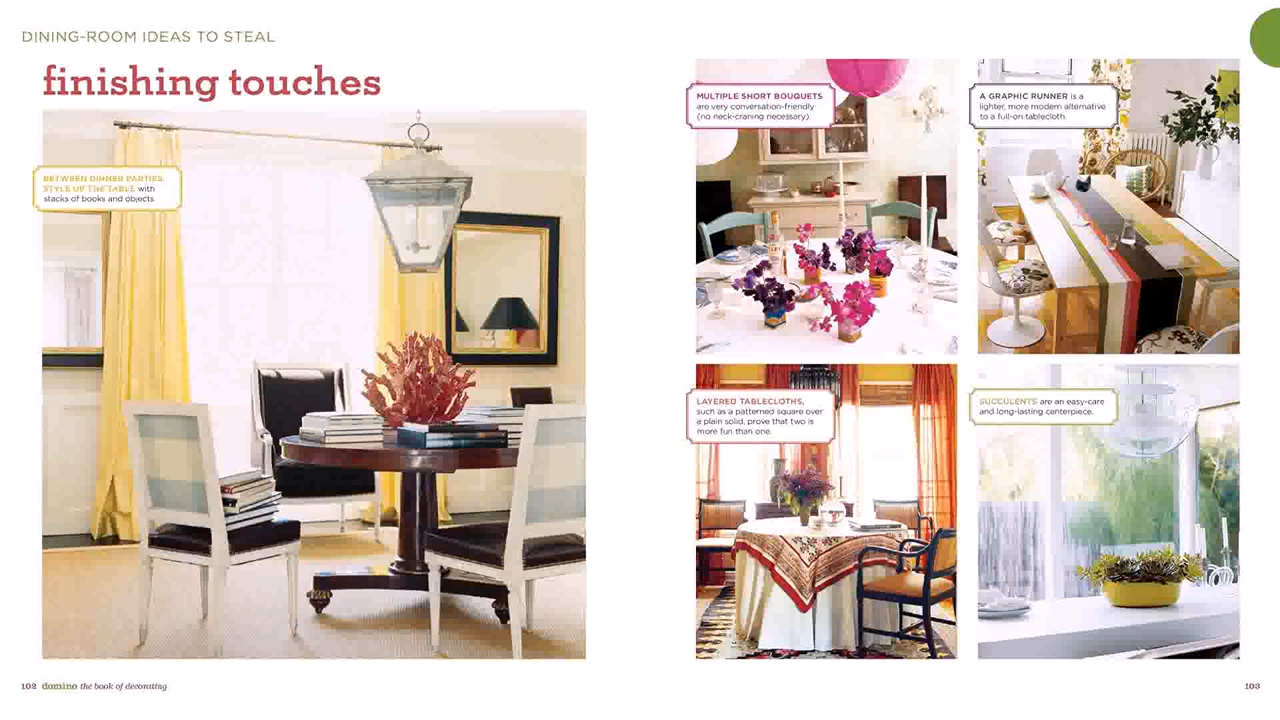 DINING-ROOM IDEAS TO STEAL
finishing touches
BETWEEN DINNER PARTIES,
STYLE UP THE TABLE with
stacks of books and objects.
MULTIPLE SHORT BOUQUETS
are very conversation-friendly
(no neck-craning necessary).
A GRAPHIC RUNNER is a
lighter, more modern alternative
to a full-on tablecloth.
LAYERED TABLECLOTHS,
such as a patterned square over
a plain solid, prove that two is
more fun than one.
SUCCULENTS are an easy-care
and long-lasting centerpiece.
102 domino the book of decorating
103